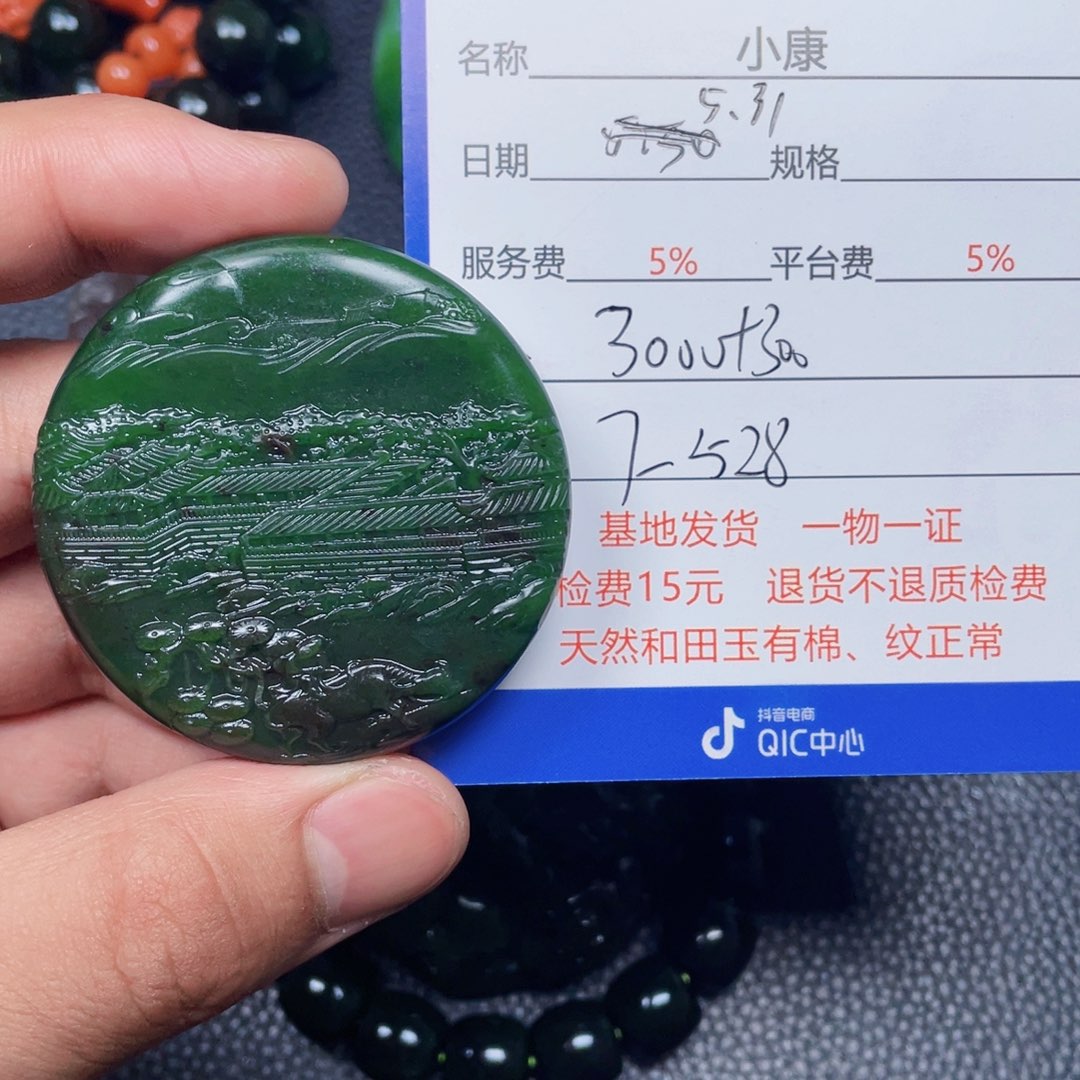 名称 小康
5.31
日期 规格
服务费 5% 平台费 5%
3000+300
7-528
基地发货 一物一证
检费15元 退货不退质检费
天然和田玉有棉、纹正常
抖音电商
QIC中心